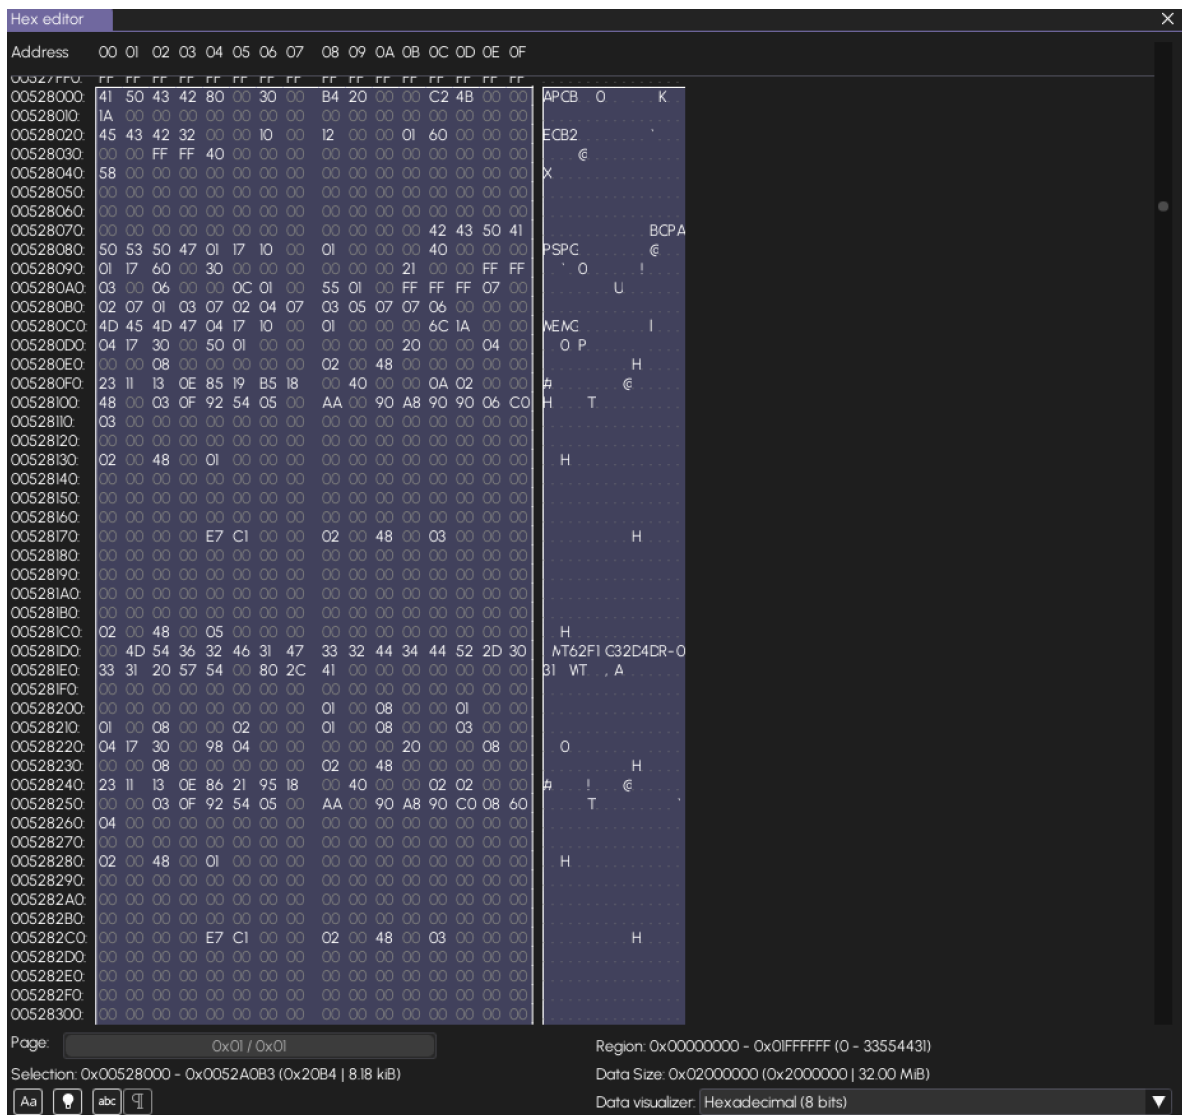 Hex editor
Address 00 01 02 03 04 05 06 07 08 09 0A 0B 0C 0D 0E 0F
00527FF0: FF FF FF FF FF FF FF FF FF FF FF FF FF FF FF FF
00528000: 41 50 43 42 80 00 30 00 B4 20 00 00 C2 4B 00 00 APCB 0 K
00528010: 1A 00 00 00 00 00 00 00 00 00 00 00 00 00 00 00
00528020: 45 43 42 32 00 00 10 00 12 00 00 01 60 00 00 00 ECB2 `
00528030: 00 00 FF FF 40 00 00 00 00 00 00 00 00 00 00 00 @
00528040: 58 00 00 00 00 00 00 00 00 00 00 00 00 00 00 00 X
00528050: 00 00 00 00 00 00 00 00 00 00 00 00 00 00 00 00
00528060: 00 00 00 00 00 00 00 00 00 00 00 00 00 00 00 00
00528070: 00 00 00 00 00 00 00 00 00 00 00 00 42 43 50 41 BCPA
00528080: 50 53 50 47 01 17 10 00 01 00 00 00 40 00 00 00 PSPG @
00528090: 01 17 60 00 30 00 00 00 00 00 00 21 00 00 FF FF ` 0 !
005280A0: 03 00 06 00 00 0C 01 00 55 01 00 FF FF FF 07 00 U
005280B0: 02 07 01 03 07 02 04 07 03 05 07 07 06 00 00 00
005280C0: 4D 45 4D 47 04 17 10 00 01 00 00 00 6C 1A 00 00 MEMG l
005280D0: 04 17 30 00 50 01 00 00 00 00 00 20 00 00 04 00 0 P
005280E0: 00 00 08 00 00 00 00 00 02 00 48 00 00 00 00 00 H
005280F0: 23 11 13 0E 85 19 B5 18 00 40 00 00 0A 02 00 00 # @
00528100: 48 00 03 0F 92 54 05 00 AA 00 90 A8 90 90 06 C0 H T
00528110: 03 00 00 00 00 00 00 00 00 00 00 00 00 00 00 00
00528120: 00 00 00 00 00 00 00 00 00 00 00 00 00 00 00 00
00528130: 02 00 48 00 01 00 00 00 00 00 00 00 00 00 00 00 H
00528140: 00 00 00 00 00 00 00 00 00 00 00 00 00 00 00 00
00528150: 00 00 00 00 00 00 00 00 00 00 00 00 00 00 00 00
00528160: 00 00 00 00 00 00 00 00 00 00 00 00 00 00 00 00
00528170: 00 00 00 00 E7 C1 00 00 02 00 48 00 03 00 00 00 H
00528180: 00 00 00 00 00 00 00 00 00 00 00 00 00 00 00 00
00528190: 00 00 00 00 00 00 00 00 00 00 00 00 00 00 00 00
005281A0: 00 00 00 00 00 00 00 00 00 00 00 00 00 00 00 00
005281B0: 00 00 00 00 00 00 00 00 00 00 00 00 00 00 00 00
005281C0: 02 00 48 00 05 00 00 00 00 00 00 00 00 00 00 00 H
005281D0: 00 4D 54 36 32 46 31 47 33 32 44 34 44 52 2D 30 MT62F1G32D4DR-0
005281E0: 33 31 20 57 54 00 80 2C 41 00 00 00 00 00 00 00 31 WT , A
005281F0: 00 00 00 00 00 00 00 00 00 00 00 00 00 00 00 00
00528200: 00 00 00 00 00 00 00 00 01 00 08 00 00 01 00 00
00528210: 01 00 08 00 00 02 00 00 01 00 08 00 00 03 00 00
00528220: 04 17 30 00 98 04 00 00 00 00 00 20 00 00 08 00 0
00528230: 00 00 08 00 00 00 00 00 02 00 48 00 00 00 00 00 H
00528240: 23 11 13 0E 86 21 95 18 00 40 00 00 02 02 00 00 # ! @
00528250: 00 00 03 0F 92 54 05 00 AA 00 90 A8 90 C0 08 60 T `
00528260: 04 00 00 00 00 00 00 00 00 00 00 00 00 00 00 00
00528270: 00 00 00 00 00 00 00 00 00 00 00 00 00 00 00 00
00528280: 02 00 48 00 01 00 00 00 00 00 00 00 00 00 00 00 H
00528290: 00 00 00 00 00 00 00 00 00 00 00 00 00 00 00 00
005282A0: 00 00 00 00 00 00 00 00 00 00 00 00 00 00 00 00
005282B0: 00 00 00 00 00 00 00 00 00 00 00 00 00 00 00 00
005282C0: 00 00 00 00 E7 C1 00 00 02 00 48 00 03 00 00 00 H
005282D0: 00 00 00 00 00 00 00 00 00 00 00 00 00 00 00 00
005282E0: 00 00 00 00 00 00 00 00 00 00 00 00 00 00 00 00
005282F0: 00 00 00 00 00 00 00 00 00 00 00 00 00 00 00 00
00528300: 00 00 00 00 00 00 00 00 00 00 00 00 00 00 00 00
Page: 0x01 / 0x01
Region: 0x00000000 - 0x01FFFFFF (0 - 33554431)
Selection: 0x00528000 - 0x0052A0B3 (0x20B4 | 8.18 kiB)
Data Size: 0x02000000 (0x2000000 | 32.00 MiB)
Aa abc ¶
Data visualizer: Hexadecimal (8 bits)